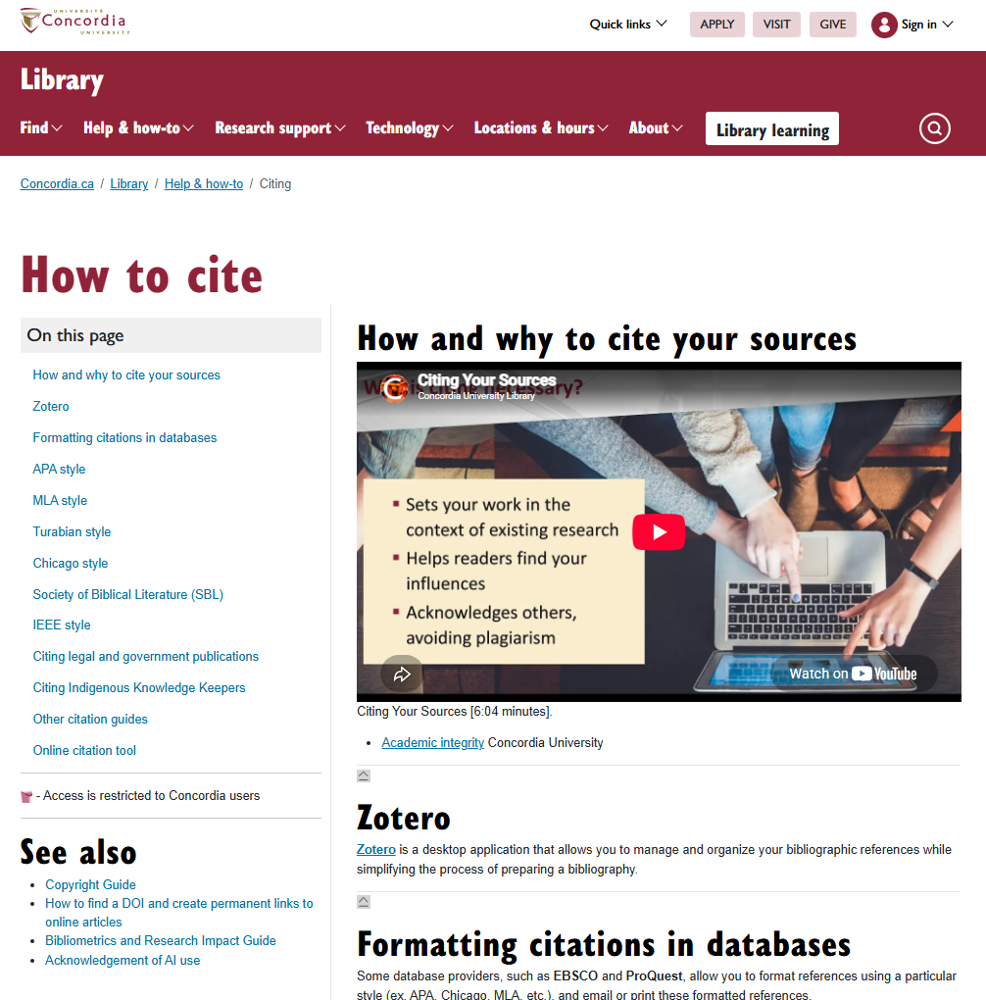 UNIVERSITÉ
Concordia
UNIVERSITY
Quick links
APPLY
VISIT
GIVE
Sign in
Library
Find
Help & how-to
Research support
Technology
Locations & hours
About
Library learning
Concordia.ca / Library / Help & how-to / Citing
How to cite
On this page
How and why to cite your sources
Zotero
Formatting citations in databases
APA style
MLA style
Turabian style
Chicago style
Society of Biblical Literature (SBL)
IEEE style
Citing legal and government publications
Citing Indigenous Knowledge Keepers
Other citation guides
Online citation tool
- Access is restricted to Concordia users
See also
• Copyright Guide
• How to find a DOI and create permanent links to
online articles
• Bibliometrics and Research Impact Guide
• Acknowledgement of AI use
How and why to cite your sources
Citing Your Sources
Concordia University Library
necessary?
▪ Sets your work in the
context of existing research
▪ Helps readers find your
influences
▪ Acknowledges others,
avoiding plagiarism
Watch on YouTube
Citing Your Sources [6:04 minutes].
• Academic integrity Concordia University
Zotero
Zotero is a desktop application that allows you to manage and organize your bibliographic references while
simplifying the process of preparing a bibliography.
Formatting citations in databases
Some database providers, such as EBSCO and ProQuest, allow you to format references using a particular
style (ex. APA, Chicago, MLA, etc.), and email or print these formatted references.